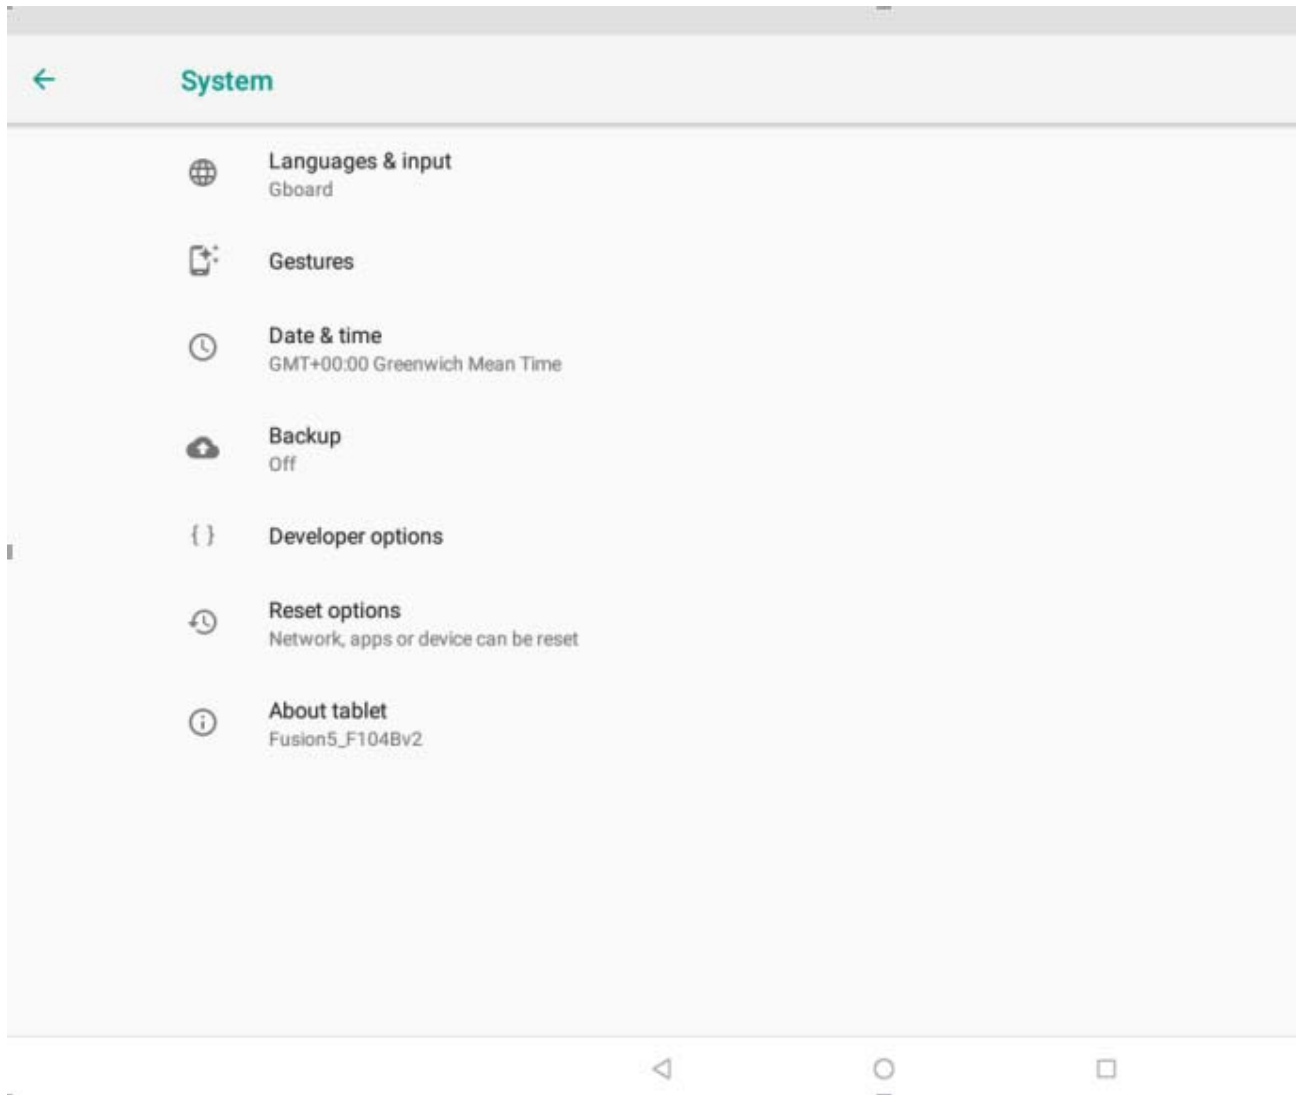 System
Languages & input
Gboard
Gestures
Date & time
GMT+00:00 Greenwich Mean Time
Backup
Off
Developer options
Reset options
Network, apps or device can be reset
About tablet
Fusion5_F104Bv2